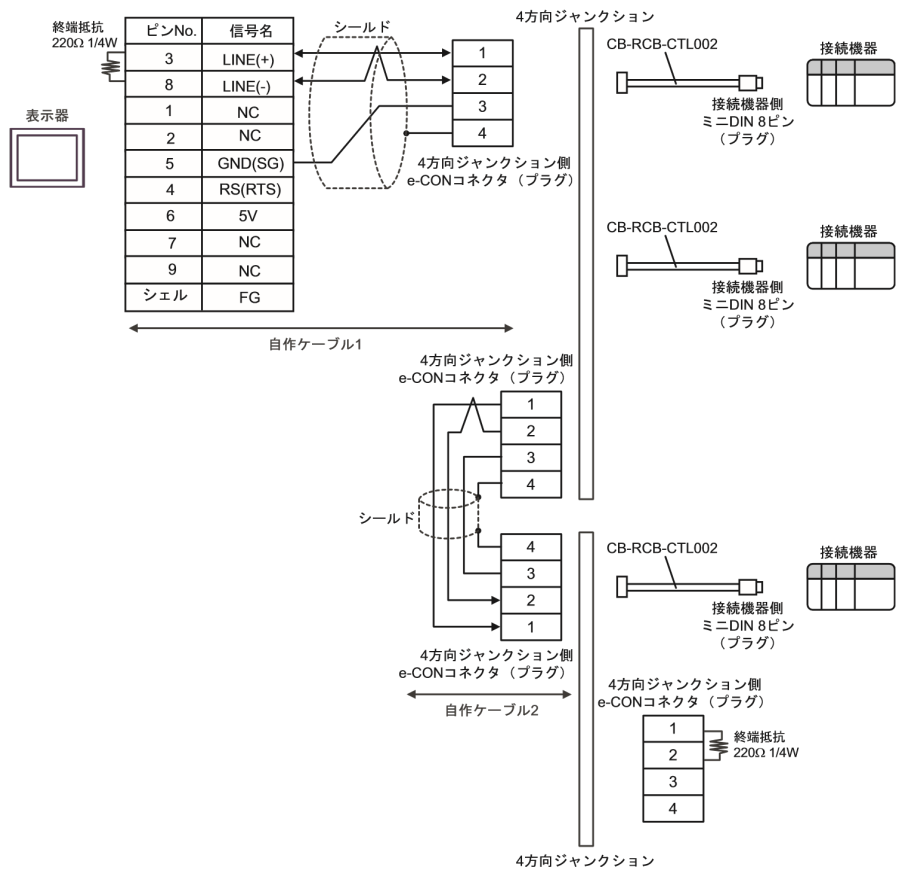 4方向ジャンクション
終端抵抗
220Ω 1/4W
ピンNo. 信号名
3 LINE(+)
8 LINE(-)
1 NC
2 NC
5 GND(SG)
4 RS(RTS)
6 5V
7 NC
9 NC
シェル FG
表示器
シールド
1
2
3
4
4方向ジャンクション側
e-CONコネクタ（プラグ）
自作ケーブル1
CB-RCB-CTL002
接続機器側
ミニDIN 8ピン
（プラグ）
接続機器
CB-RCB-CTL002
接続機器側
ミニDIN 8ピン
（プラグ）
接続機器
4方向ジャンクション側
e-CONコネクタ（プラグ）
1
2
3
4
シールド
4
3
2
1
4方向ジャンクション側
e-CONコネクタ（プラグ）
自作ケーブル2
CB-RCB-CTL002
接続機器側
ミニDIN 8ピン
（プラグ）
接続機器
4方向ジャンクション側
e-CONコネクタ（プラグ）
1
2
3
4
終端抵抗
220Ω 1/4W
4方向ジャンクション